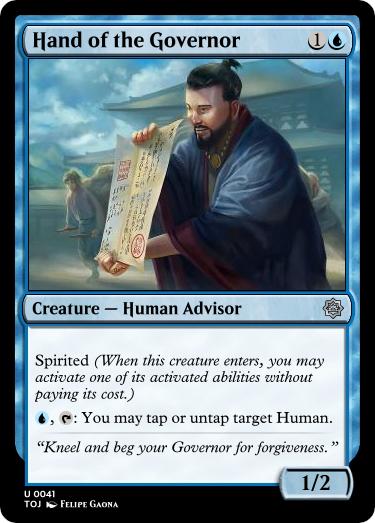 Hand of the Governor 1
Creature — Human Advisor
Spirited (When this creature enters, you may
activate one of its activated abilities without
paying its cost.)
, : You may tap or untap target Human.
“Kneel and beg your Governor for forgiveness.”
1/2
U 0041
TOJ Felipe Gaona